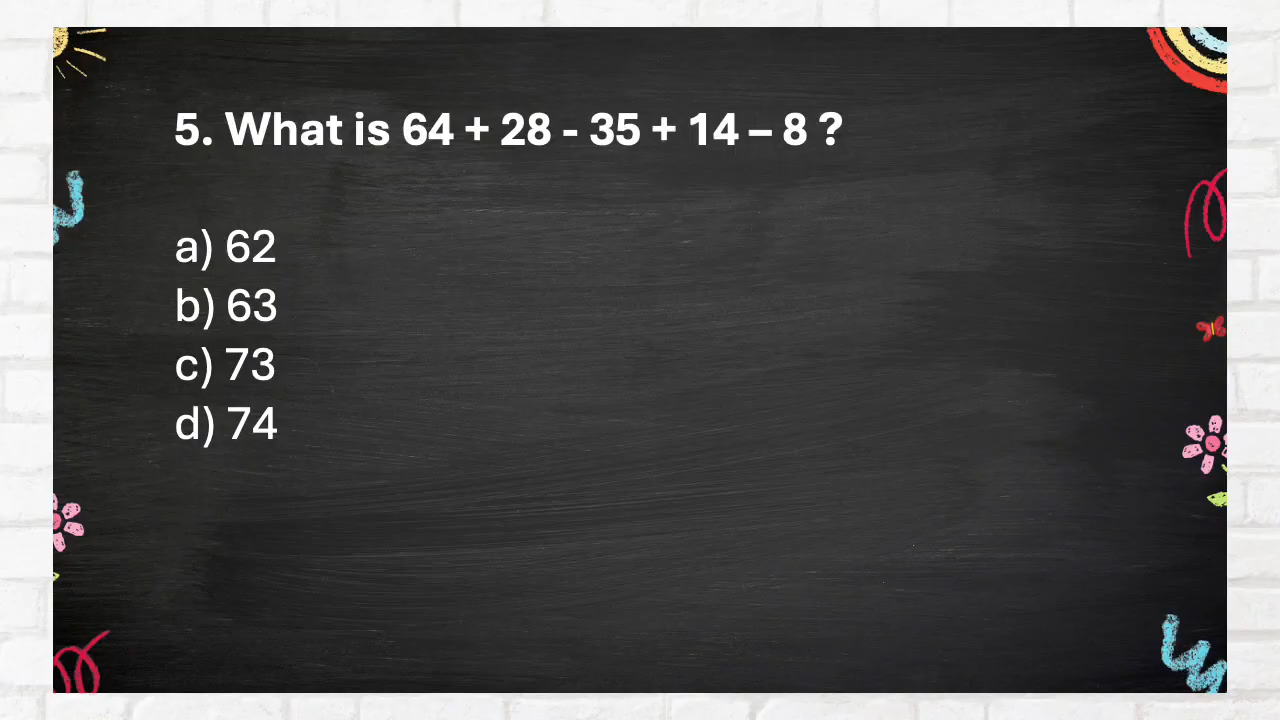 5. What is 64 + 28 - 35 + 14 – 8 ?
a) 62
b) 63
c) 73
d) 74